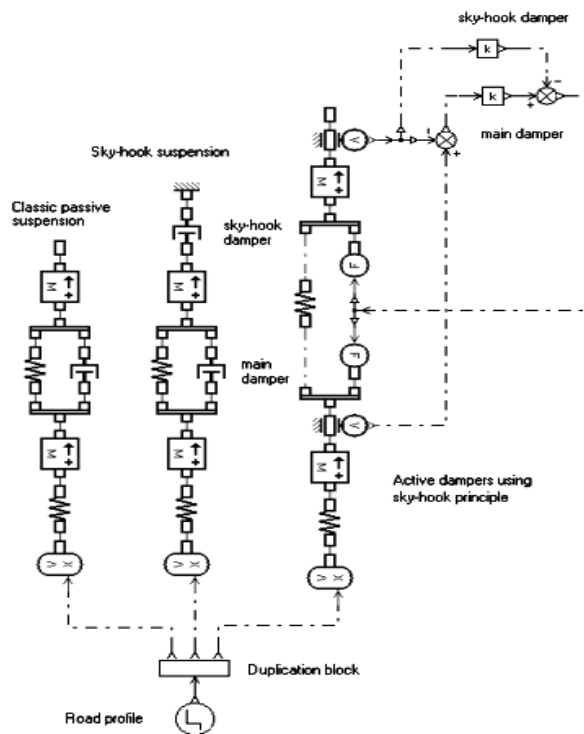 sky-hook damper
k
-
k
+
main damper
V
-
+
Sky-hook suspension
M
+
Classic passive
suspension
sky-hook
damper
M
+
M
+
F
main
damper
F
M
+
M
+
V
M
+
Active dampers using
sky-hook principle
X
V
X
V
X
V
Duplication block
Road profile